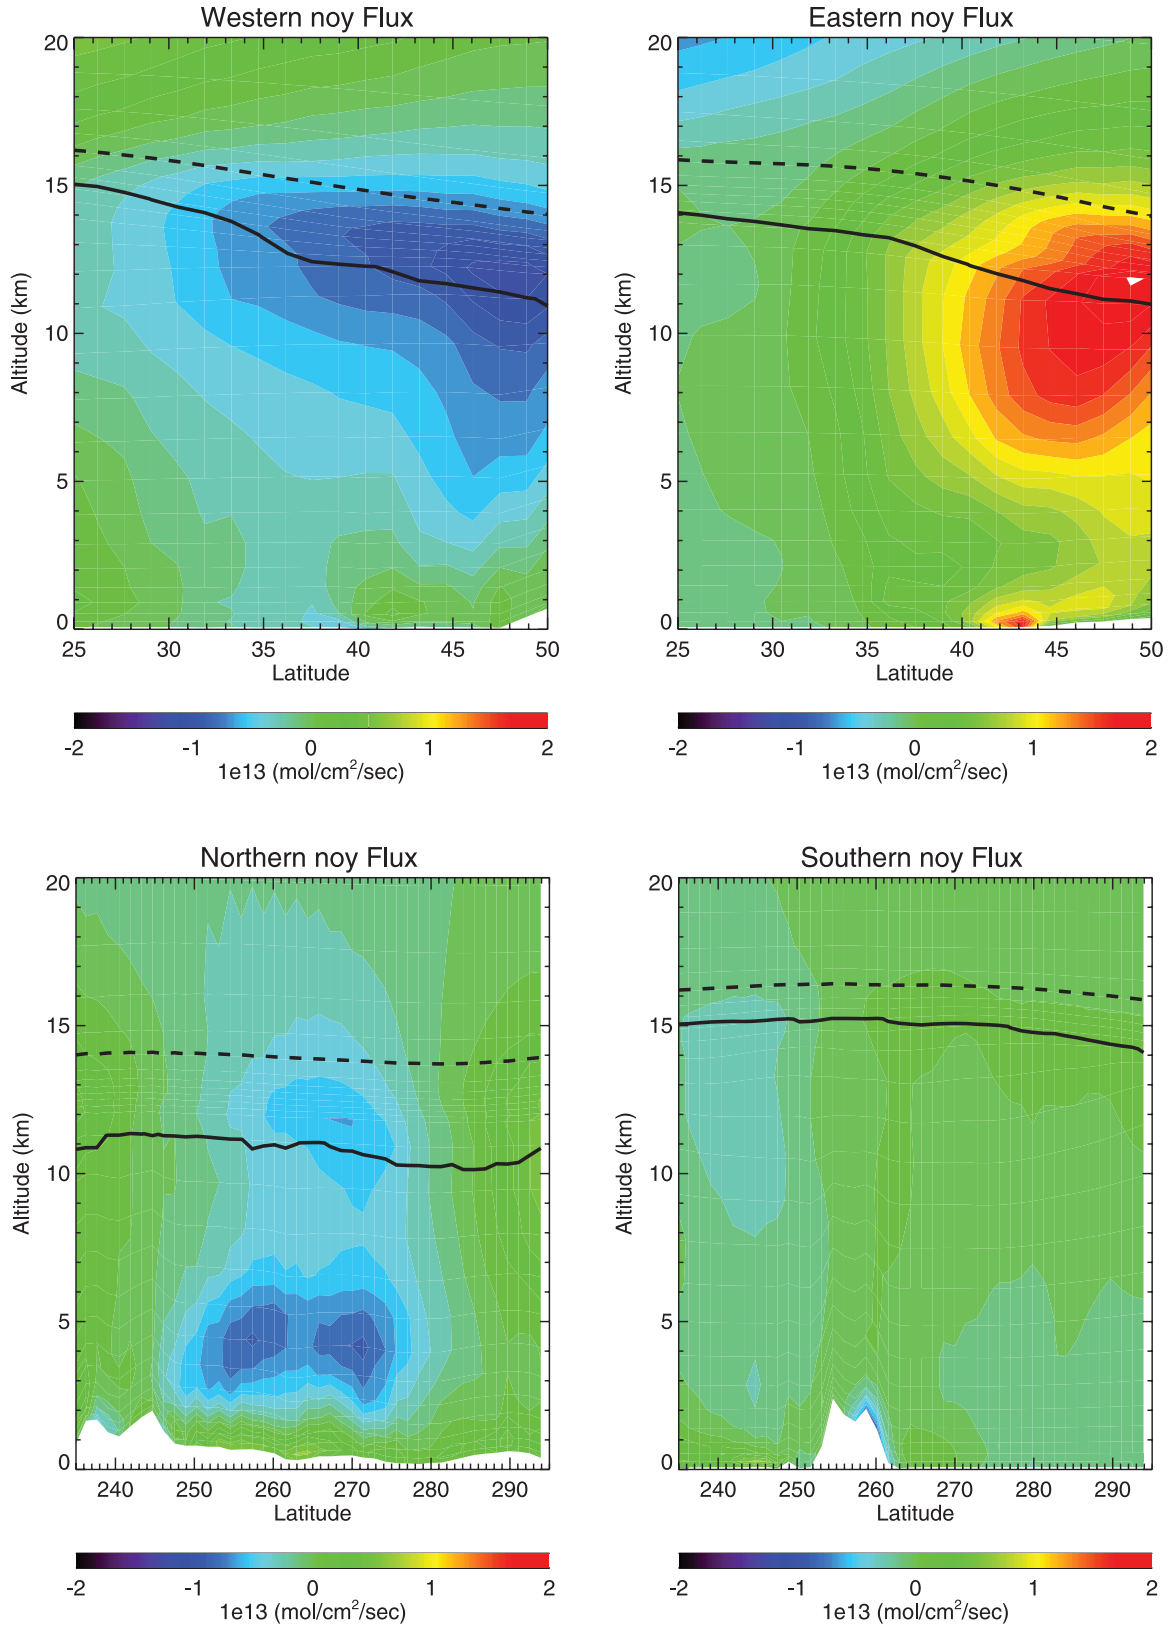 Western noy Flux
Altitude (km)
20
15
10
5
0
25 30 35 40 45 50
Latitude
-2 -1 0 1 2
1e13 (mol/cm²/sec)
Eastern noy Flux
Altitude (km)
20
15
10
5
0
25 30 35 40 45 50
Latitude
-2 -1 0 1 2
1e13 (mol/cm²/sec)
Northern noy Flux
Altitude (km)
20
15
10
5
0
240 250 260 270 280 290
Latitude
-2 -1 0 1 2
1e13 (mol/cm²/sec)
Southern noy Flux
Altitude (km)
20
15
10
5
0
240 250 260 270 280 290
Latitude
-2 -1 0 1 2
1e13 (mol/cm²/sec)